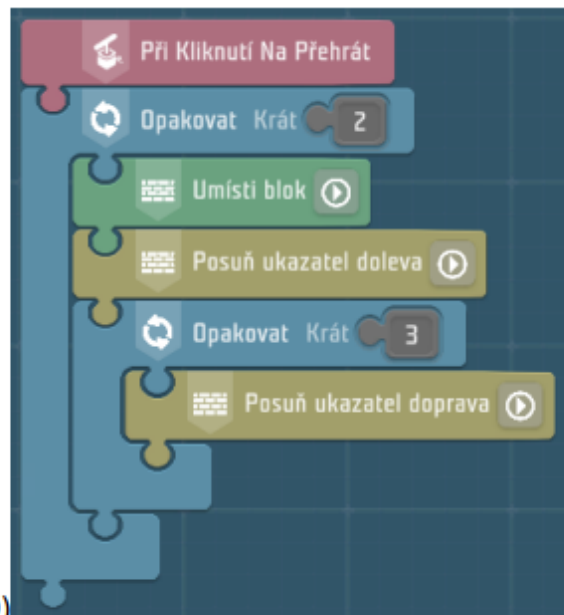 Při Kliknutí Na Přehrát
Opakovat Krát 2
Umísti blok
Posuň ukazatel doleva
Opakovat Krát 3
Posuň ukazatel doprava
)